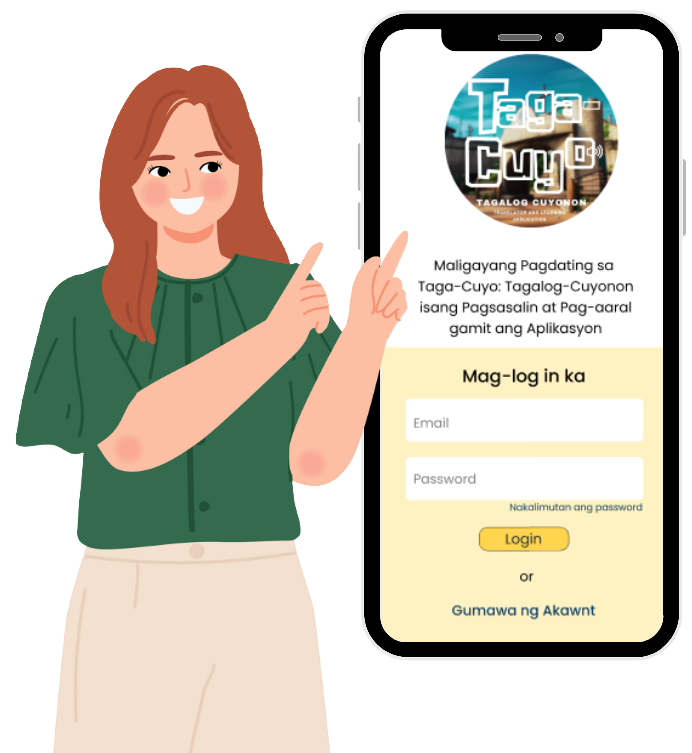 Taga-
Cuyo
TAGALOG CUYONON
TRANSLATOR AND LEARNING
APPLICATION
Maligayang Pagdating sa
Taga-Cuyo: Tagalog-Cuyonon
isang Pagsasalin at Pag-aaral
gamit ang Aplikasyon
Mag-log in ka
Email
Password
Nakalimutan ang password
Login
or
Gumawa ng Akawnt